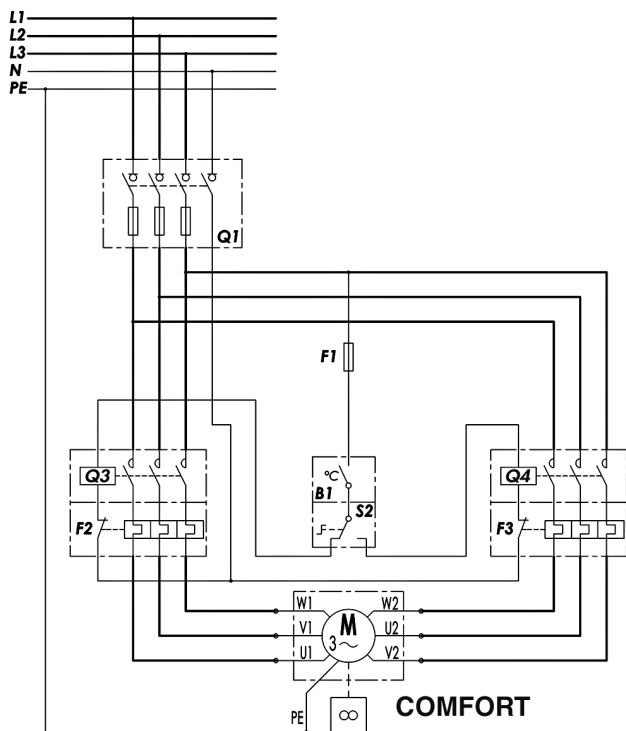 L1
L2
L3
N
PE
Q1
F1
Q3
°C
B1
Q4
F2
S2
F3
W1 W2
V1 M U2
3~
U1 V2
PE
COMFORT